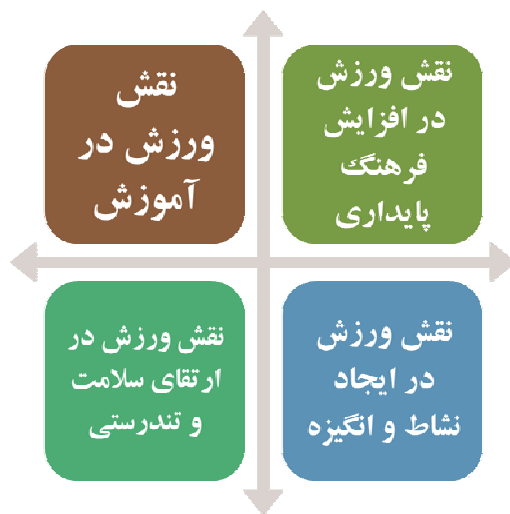 نقش ورزش
در افزایش
فرهنگ
پایداری
نقش
ورزش در
آموزش
نقش ورزش
در ایجاد
نشاط و انگیزه
نقش ورزش در
ارتقای سلامت
و تندرستی